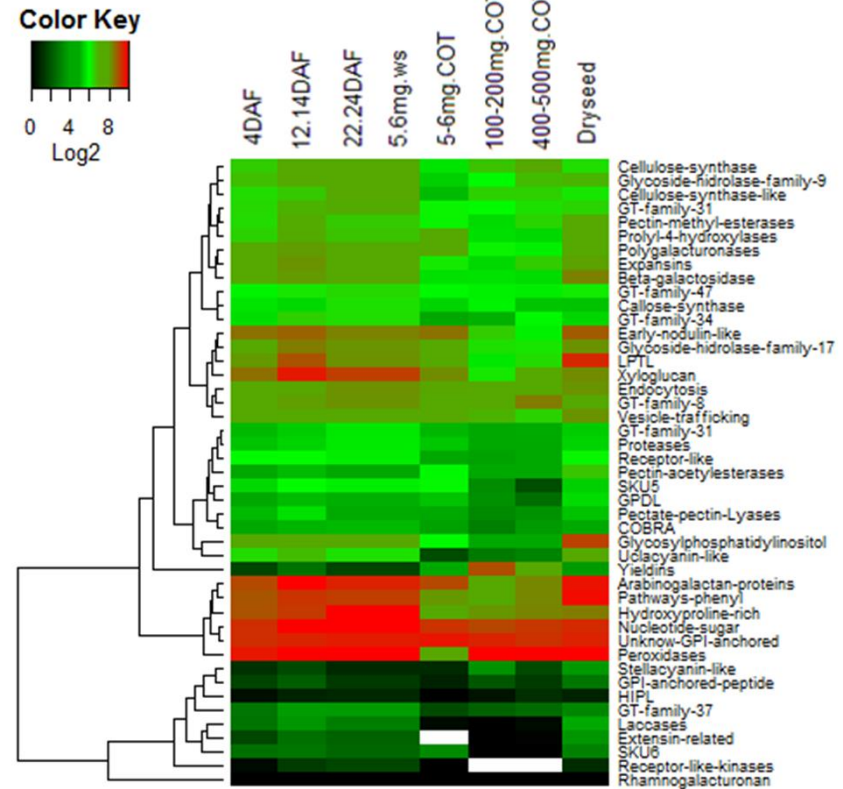 Color Key
0 4 8
Log2
4DAF
12.14DAF
22.24DAF
5.6mg.ws
5-6mg.COT
100-200mg.COT
400-500mg.CO
Dryseed
Cellulose-synthase
Glycoside-hidrolase-family-9
Cellulose-synthase-like
GT-family-31
Pectin-methyl-esterases
Prolyl-4-hydroxylases
Polygalacturonases
Expansins
Beta-galactosidase
GT-family-47
Callose-synthase
GT-family-34
Early-nodulin-like
Glycoside-hidrolase-family-17
LPTL
Xyloglucan
Endocytosis
GT-family-8
Vesicle-trafficking
GT-family-31
Proteases
Receptor-like
Pectin-acetylesterases
SKU5
GPDL
Pectate-pectin-Lyases
COBRA
Glycosylphosphatidylinositol
Uclacyanin-like
Yieldins
Arabinogalactan-proteins
Pathways-phenyl
Hydroxyproline-rich
Nucleotide-sugar
Unknow-GPI-anchored
Peroxidases
Stellacyanin-like
GPI-anchored-peptide
HIPL
GT-family-37
Laccases
Extensin-related
SKU6
Receptor-like-kinases
Rhamnogalacturonan